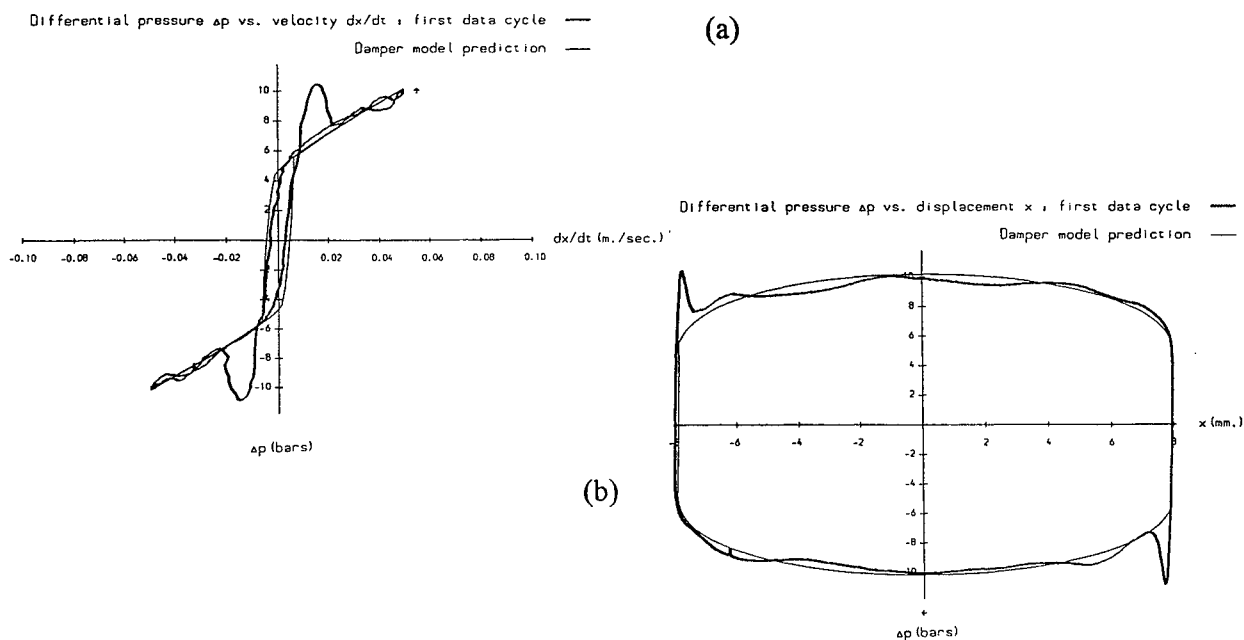 Differential pressure Δp vs. velocity dx/dt , first data cycle
Damper model prediction
(a)
10
8
6
4
2
-4
-6
-8
-10
-0.10 -0.08 -0.06 -0.04 -0.02 0.02 0.04 0.06 0.08 0.10
dx/dt (m./sec.)
Δp (bars)
Differential pressure Δp vs. displacement x , first data cycle
Damper model prediction
(b)
10
8
6
4
2
-2
-4
-6
-8
10
-8 -6 -4 -2 2 4 6 8
x (mm.)
Δp (bars)